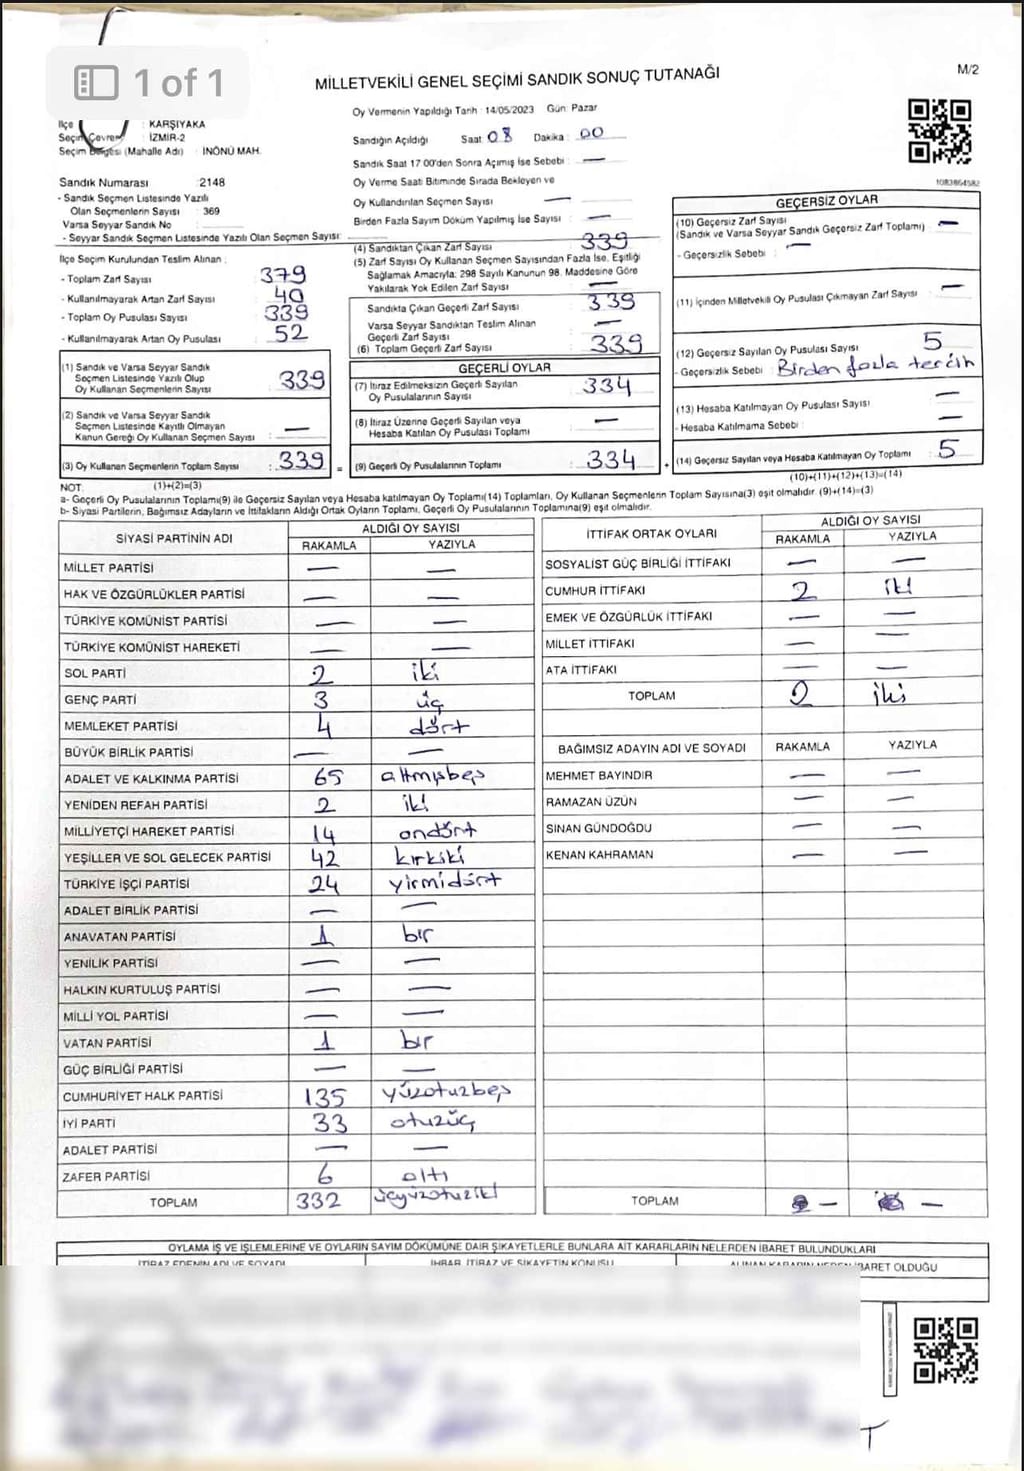 1 of 1
MİLLETVEKİLİ GENEL SEÇİMİ SANDIK SONUÇ TUTANAĞI
M/2
İlçe : KARŞIYAKA
Seçim Çevresi : İZMİR-2
Seçim Bölgesi (Mahalle Adı) : İNÖNÜ MAH.
Oy Vermenin Yapıldığı Tarih : 14/05/2023 Gün: Pazar
Sandığın Açıldığı Saat 08 Dakika : 00
Sandık Saat 17 00'den Sonra Açılmış İse Sebebi : —
Oy Verme Saati Bitiminde Sırada Bekleyen ve
Oy Kullandırılan Seçmen Sayısı : —
Birden Fazla Sayım Döküm Yapılmış İse Sayısı : —
1083864582
Sandık Numarası : 2148
- Sandık Seçmen Listesinde Yazılı
Olan Seçmenlerin Sayısı : 369
Varsa Seyyar Sandık No :
- Seyyar Sandık Seçmen Listesinde Yazılı Olan Seçmen Sayısı:
İlçe Seçim Kurulundan Teslim Alınan :
- Toplam Zarf Sayısı : 379
- Kullanılmayarak Artan Zarf Sayısı : 40
- Toplam Oy Pusulası Sayısı : 339
- Kullanılmayarak Artan Oy Pusulası : 52
(1) Sandık ve Varsa Seyyar Sandık
Seçmen Listesinde Yazılı Olup
Oy Kullanan Seçmenlerin Sayısı : 339
(2) Sandık ve Varsa Seyyar Sandık
Seçmen Listesinde Kayıtlı Olmayan
Kanun Gereği Oy Kullanan Seçmen Sayısı : —
(3) Oy Kullanan Seçmenlerin Toplam Sayısı : 339 =
(1)+(2)=(3)
(4) Sandıktan Çıkan Zarf Sayısı : 339
(5) Zarf Sayısı Oy Kullanan Seçmen Sayısından Fazla İse, Eşitliği
Sağlamak Amacıyla; 298 Sayılı Kanunun 98. Maddesine Göre
Yakılarak Yok Edilen Zarf Sayısı : —
Sandıkta Çıkan Geçerli Zarf Sayısı : 339
Varsa Seyyar Sandıktan Teslim Alınan
Geçerli Zarf Sayısı : —
(6) Toplam Geçerli Zarf Sayısı : 339
GEÇERLİ OYLAR
(7) İtiraz Edilmeksizin Geçerli Sayılan
Oy Pusulalarının Sayısı : 334
(8) İtiraz Üzerine Geçerli Sayılan veya
Hesaba Katılan Oy Pusulası Toplamı : —
(9) Geçerli Oy Pusulalarının Toplamı : 334 +
GEÇERSİZ OYLAR
(10) Geçersiz Zarf Sayısı
(Sandık ve Varsa Seyyar Sandık Geçersiz Zarf Toplamı) : —
- Geçersizlik Sebebi : —
(11) İçinden Milletvekili Oy Pusulası Çıkmayan Zarf Sayısı : —
(12) Geçersiz Sayılan Oy Pusulası Sayısı : 5
- Geçersizlik Sebebi : Birden fazla tercih
(13) Hesaba Katılmayan Oy Pusulası Sayısı : —
- Hesaba Katılmama Sebebi : —
(14) Geçersiz Sayılan veya Hesaba Katılmayan Oy Toplamı : 5
(10)+(11)+(12)+(13)=(14)
NOT:
a- Geçerli Oy Pusulalarının Toplamı(9) ile Geçersiz Sayılan veya Hesaba katılmayan Oy Toplamı(14) Toplamları, Oy Kullanan Seçmenlerin Toplam Sayısına(3) eşit olmalıdır. (9)+(14)=(3)
b- Siyasi Partilerin, Bağımsız Adayların ve İttifakların Aldığı Ortak Oyların Toplamı, Geçerli Oy Pusulalarının Toplamına(9) eşit olmalıdır.
SİYASİ PARTİNİN ADI ALDIĞI OY SAYISI
RAKAMLA YAZIYLA
MİLLET PARTİSİ — —
HAK VE ÖZGÜRLÜKLER PARTİSİ — —
TÜRKİYE KOMÜNİST PARTİSİ — —
TÜRKİYE KOMÜNİST HAREKETİ — —
SOL PARTİ 2 iki
GENÇ PARTİ 3 üç
MEMLEKET PARTİSİ 4 dört
BÜYÜK BİRLİK PARTİSİ — —
ADALET VE KALKINMA PARTİSİ 65 altmışbeş
YENİDEN REFAH PARTİSİ 2 iki
MİLLİYETÇİ HAREKET PARTİSİ 14 ondört
YEŞİLLER VE SOL GELECEK PARTİSİ 42 kırkiki
TÜRKİYE İŞÇİ PARTİSİ 24 yirmidört
ADALET BİRLİK PARTİSİ — —
ANAVATAN PARTİSİ 1 bir
YENİLİK PARTİSİ — —
HALKIN KURTULUŞ PARTİSİ — —
MİLLİ YOL PARTİSİ — —
VATAN PARTİSİ 1 bir
GÜÇ BİRLİĞİ PARTİSİ — —
CUMHURİYET HALK PARTİSİ 135 yüzotuzbeş
İYİ PARTİ 33 otuzüç
ADALET PARTİSİ — —
ZAFER PARTİSİ 6 altı
TOPLAM 332 üçyüzotuziki
İTTİFAK ORTAK OYLARI ALDIĞI OY SAYISI
RAKAMLA YAZIYLA
SOSYALİST GÜÇ BİRLİĞİ İTTİFAKI — —
CUMHUR İTTİFAKI 2 iki
EMEK VE ÖZGÜRLÜK İTTİFAKI — —
MİLLET İTTİFAKI — —
ATA İTTİFAKI — —
TOPLAM 2 iki
BAĞIMSIZ ADAYIN ADI VE SOYADI RAKAMLA YAZIYLA
MEHMET BAYINDIR — —
RAMAZAN ÜZÜN — —
SİNAN GÜNDOĞDU — —
KENAN KAHRAMAN — —
TOPLAM — —
OYLAMA İŞ VE İŞLEMLERİNE VE OYLARIN SAYIM DÖKÜMÜNE DAİR ŞİKAYETLERLE BUNLARA AİT KARARLARIN NELERDEN İBARET BULUNDUKLARI
İTİRAZ EDENİN ADI VE SOYADI İHBAR, İTİRAZ VE ŞİKAYETİN KONUSU ALINAN KARARIN NEDEN İBARET OLDUĞU